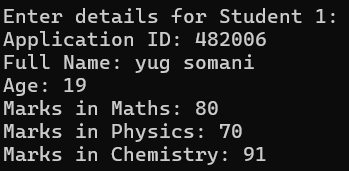 Enter details for Student 1:
Application ID: 482006
Full Name: yug somani
Age: 19
Marks in Maths: 80
Marks in Physics: 70
Marks in Chemistry: 91